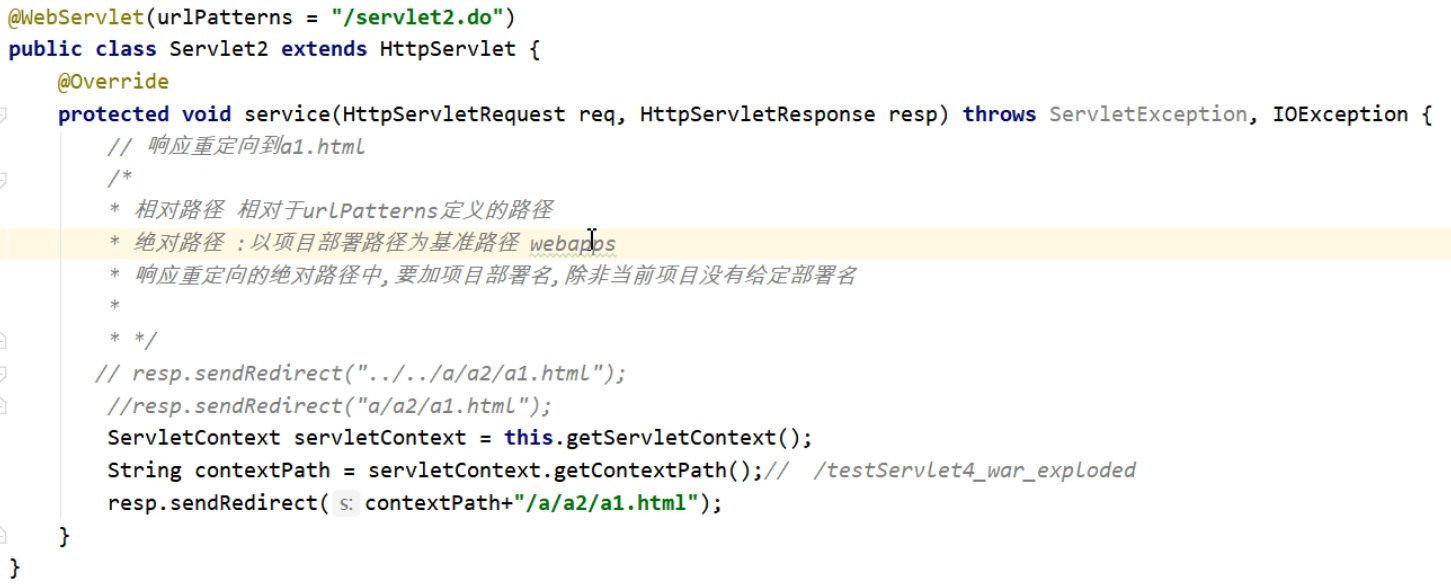 @WebServlet(urlPatterns = "/servlet2.do")
public class Servlet2 extends HttpServlet {
    @Override
    protected void service(HttpServletRequest req, HttpServletResponse resp) throws ServletException, IOException {
        // 响应重定向到a1.html
        /*
        * 相对路径 相对于urlPatterns定义的路径
        * 绝对路径 :以项目部署路径为基准路径 webapps
        * 响应重定向的绝对路径中,要加项目部署名,除非当前项目没有给定部署名
        *
        * */
       // resp.sendRedirect("../../a/a2/a1.html");
        //resp.sendRedirect("a/a2/a1.html");
        ServletContext servletContext = this.getServletContext();
        String contextPath = servletContext.getContextPath();//  /testServlet4_war_exploded
        resp.sendRedirect( s: contextPath+"/a/a2/a1.html");
    }
}